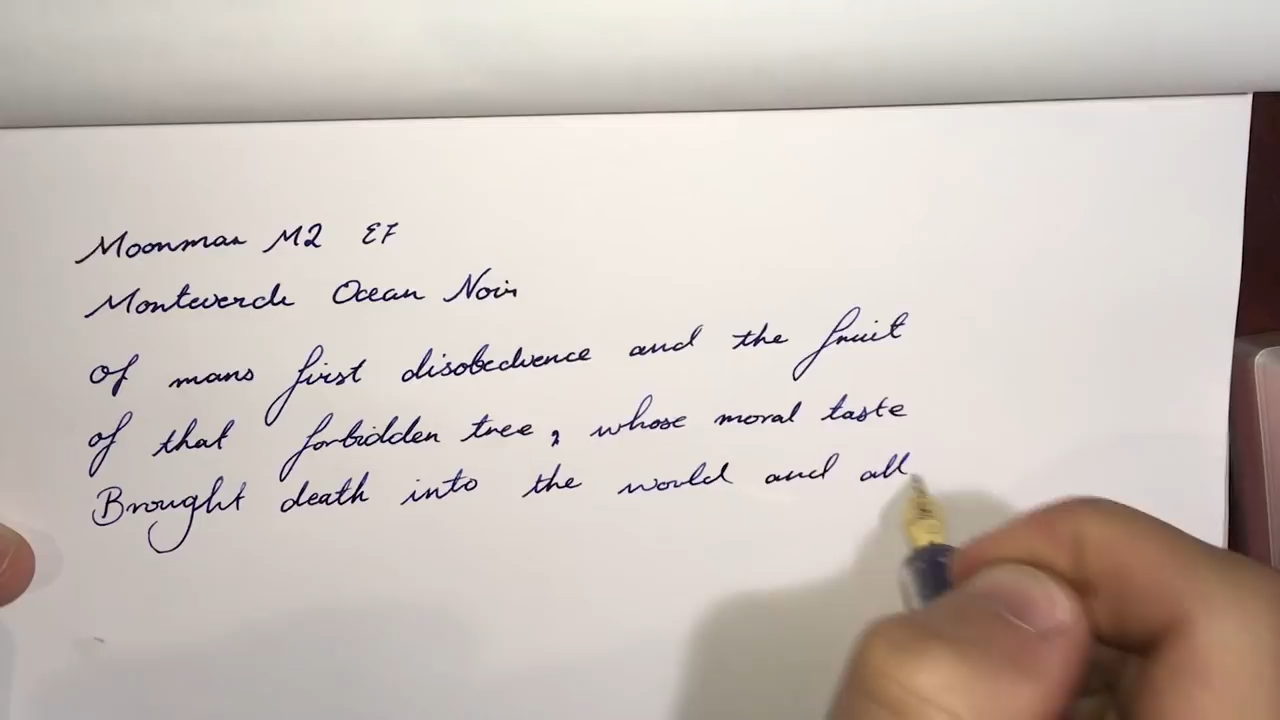 Moonman M2 EF
Monteverde Ocean Noir
Of mans first disobedience and the fruit
of that forbidden tree, whose moral taste
Brought death into the world and all